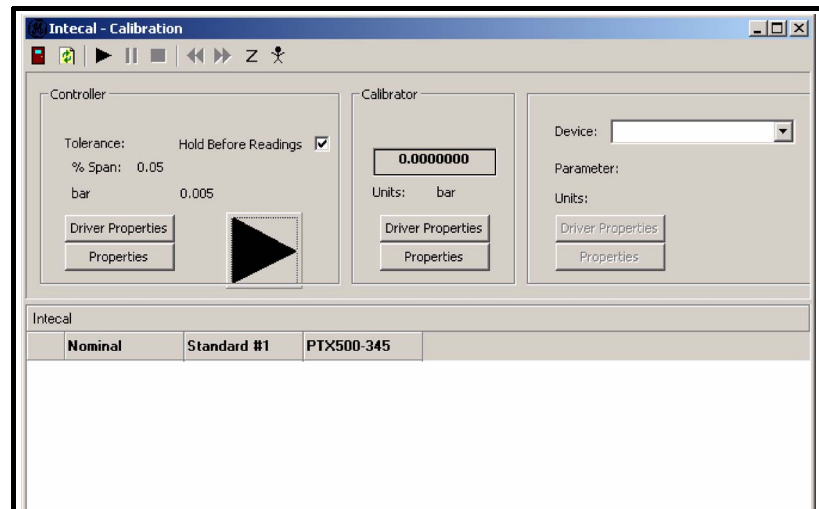 Intecal - Calibration
Z
Controller
Tolerance:
Hold Before Readings
% Span: 0.05
bar 0.005
Driver Properties
Properties
Calibrator
0.0000000
Units: bar
Driver Properties
Properties
Device:
Parameter:
Units:
Driver Properties
Properties
Intecal
Nominal Standard #1 PTX500-345